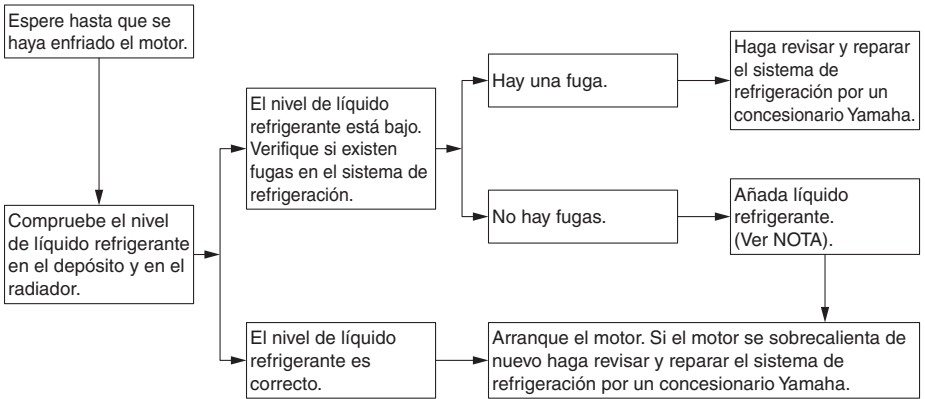 Espere hasta que se
haya enfriado el motor.
Compruebe el nivel
de líquido refrigerante
en el depósito y en el
radiador.
El nivel de líquido
refrigerante está bajo.
Verifique si existen
fugas en el sistema de
refrigeración.
Hay una fuga.
Haga revisar y reparar
el sistema de
refrigeración por un
concesionario Yamaha.
No hay fugas.
Añada líquido
refrigerante.
(Ver NOTA).
El nivel de líquido
refrigerante es
correcto.
Arranque el motor. Si el motor se sobrecalienta de
nuevo haga revisar y reparar el sistema de
refrigeración por un concesionario Yamaha.